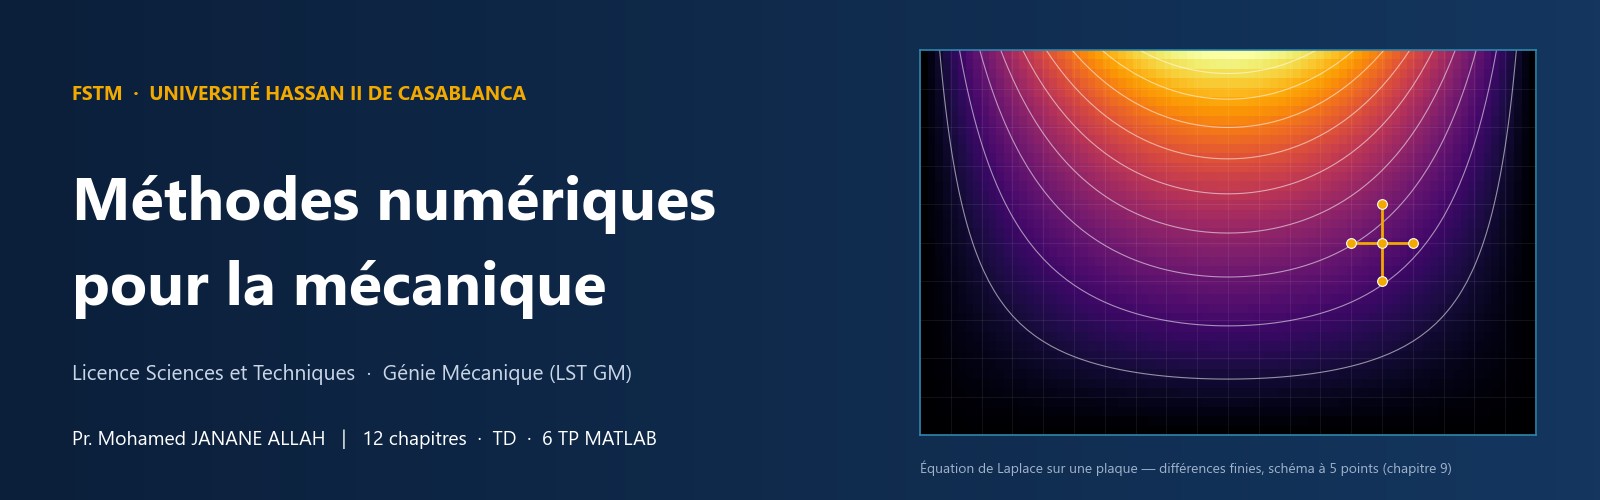 FSTM · UNIVERSITÉ HASSAN II DE CASABLANCA
Méthodes numériques
pour la mécanique
Licence Sciences et Techniques · Génie Mécanique (LST GM)
Pr. Mohamed JANANE ALLAH | 12 chapitres · TD · 6 TP MATLAB
Équation de Laplace sur une plaque — différences finies, schéma à 5 points (chapitre 9)